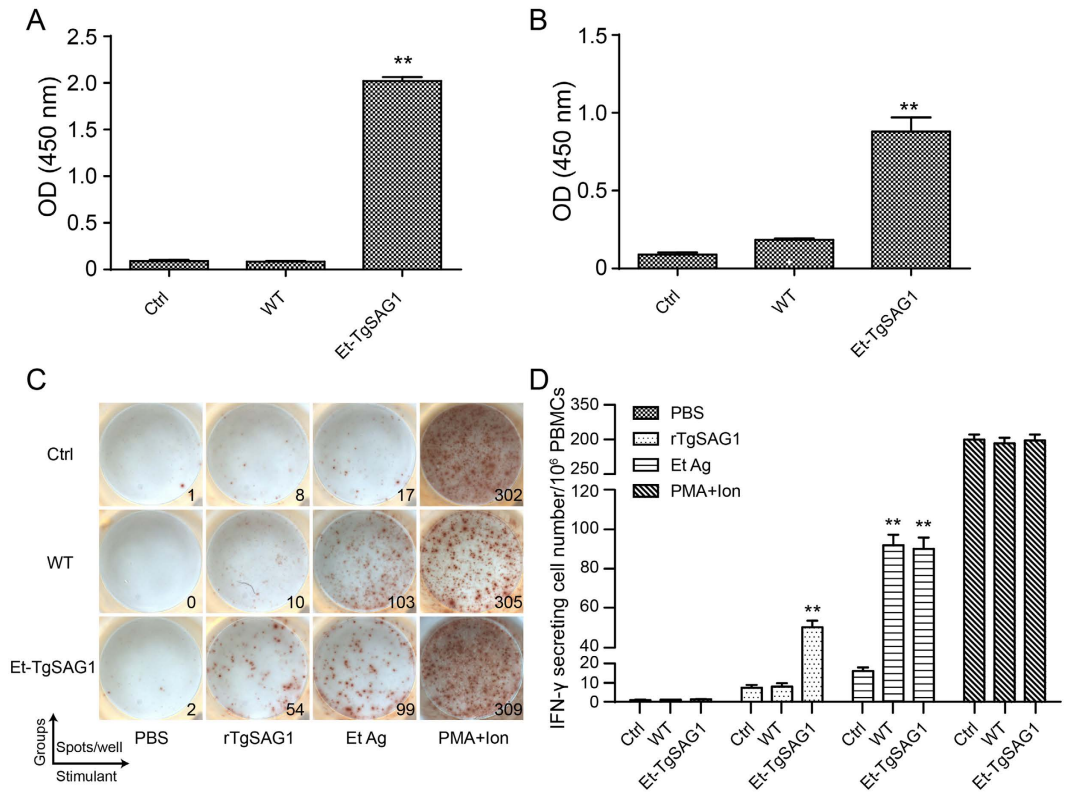 A
2.5
2.0
1.5
1.0
0.5
0
OD (450 nm)
**
Ctrl
WT
Et-TgSAG1
B
1.5
1.0
0.5
0
OD (450 nm)
**
Ctrl
WT
Et-TgSAG1
C
Ctrl
1
8
17
302
WT
0
10
103
305
Et-TgSAG1
2
54
99
309
Groups
Spots/well
Stimulant
PBS
rTgSAG1
Et Ag
PMA+Ion
D
IFN-γ secreting cell number/10⁶ PBMCs
350
200
250
120
100
80
60
40
20
10
0
PBS
rTgSAG1
Et Ag
PMA+Ion
**
**
**
Ctrl
WT
Et-TgSAG1
Ctrl
WT
Et-TgSAG1
Ctrl
WT
Et-TgSAG1
Ctrl
WT
Et-TgSAG1